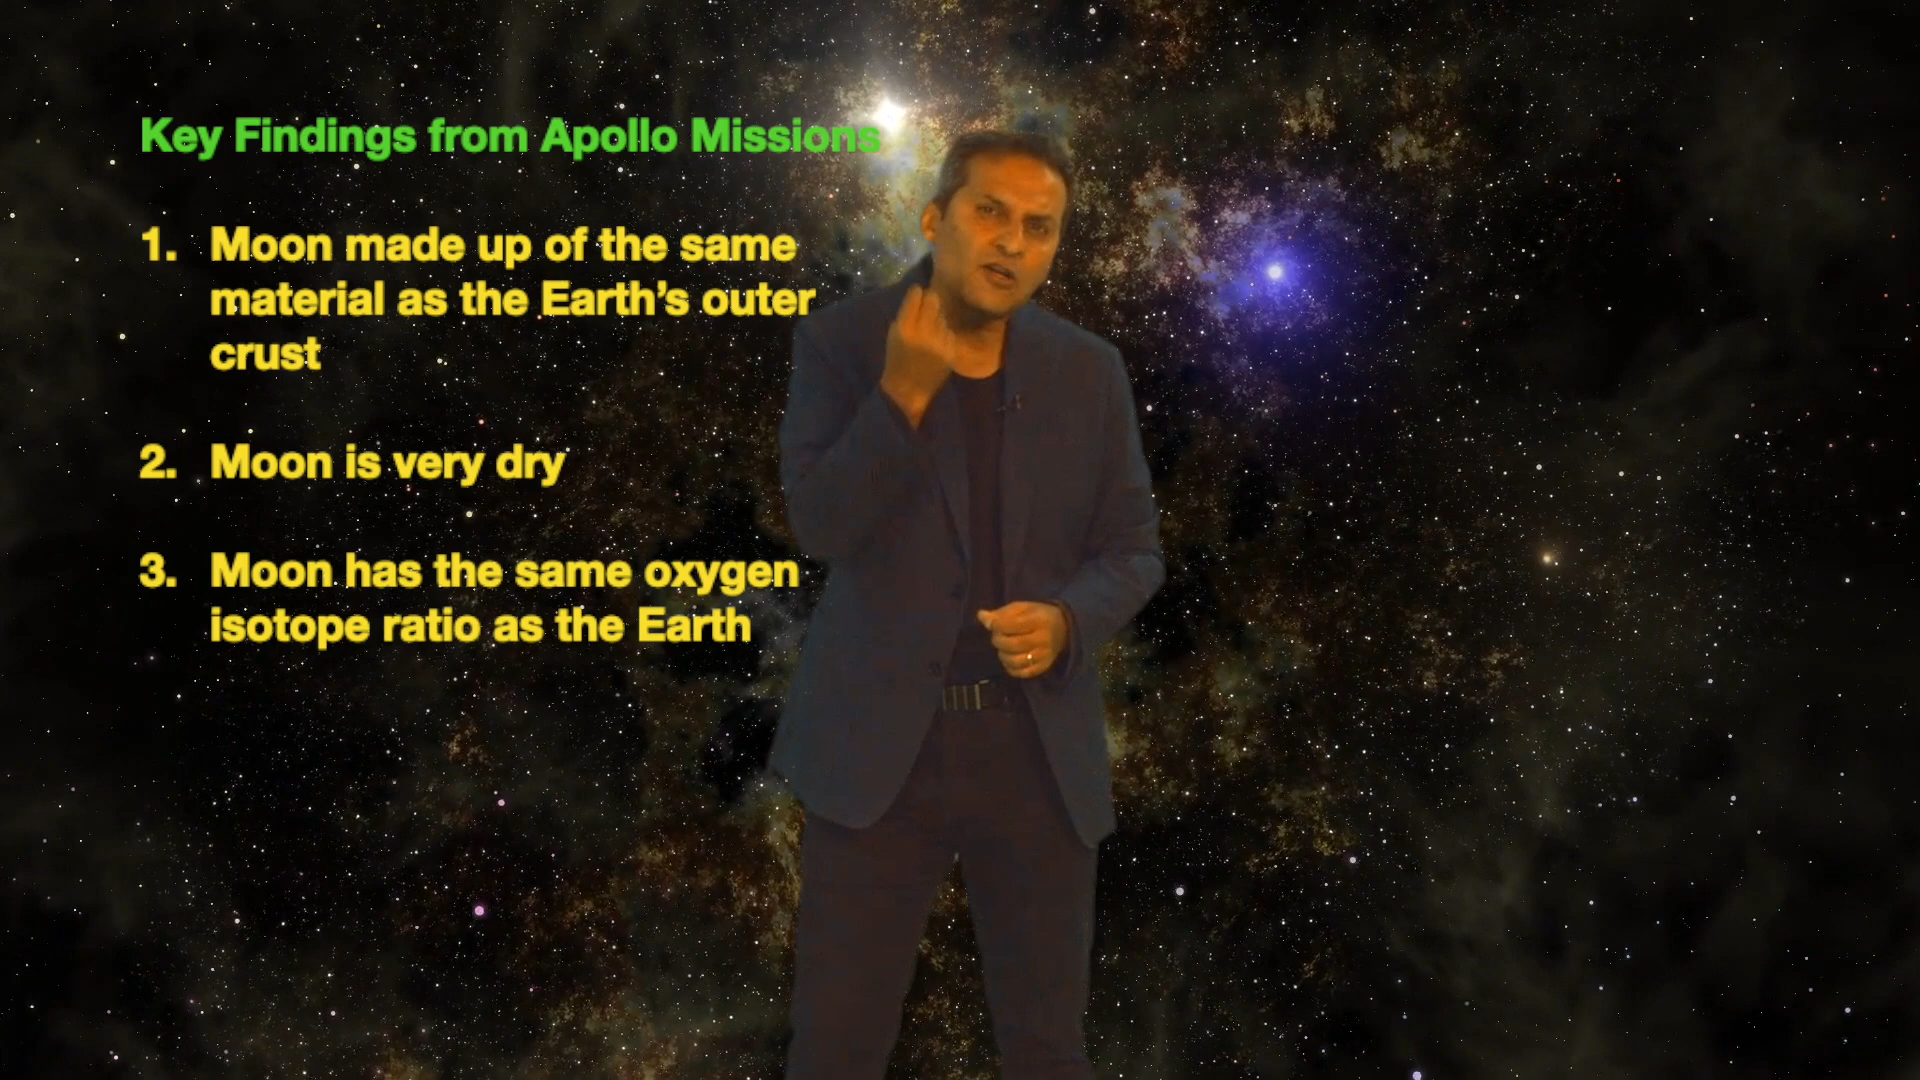 Key Findings from Apollo Missions
1. Moon made up of the same
material as the Earth’s outer
crust
2. Moon is very dry
3. Moon has the same oxygen
isotope ratio as the Earth